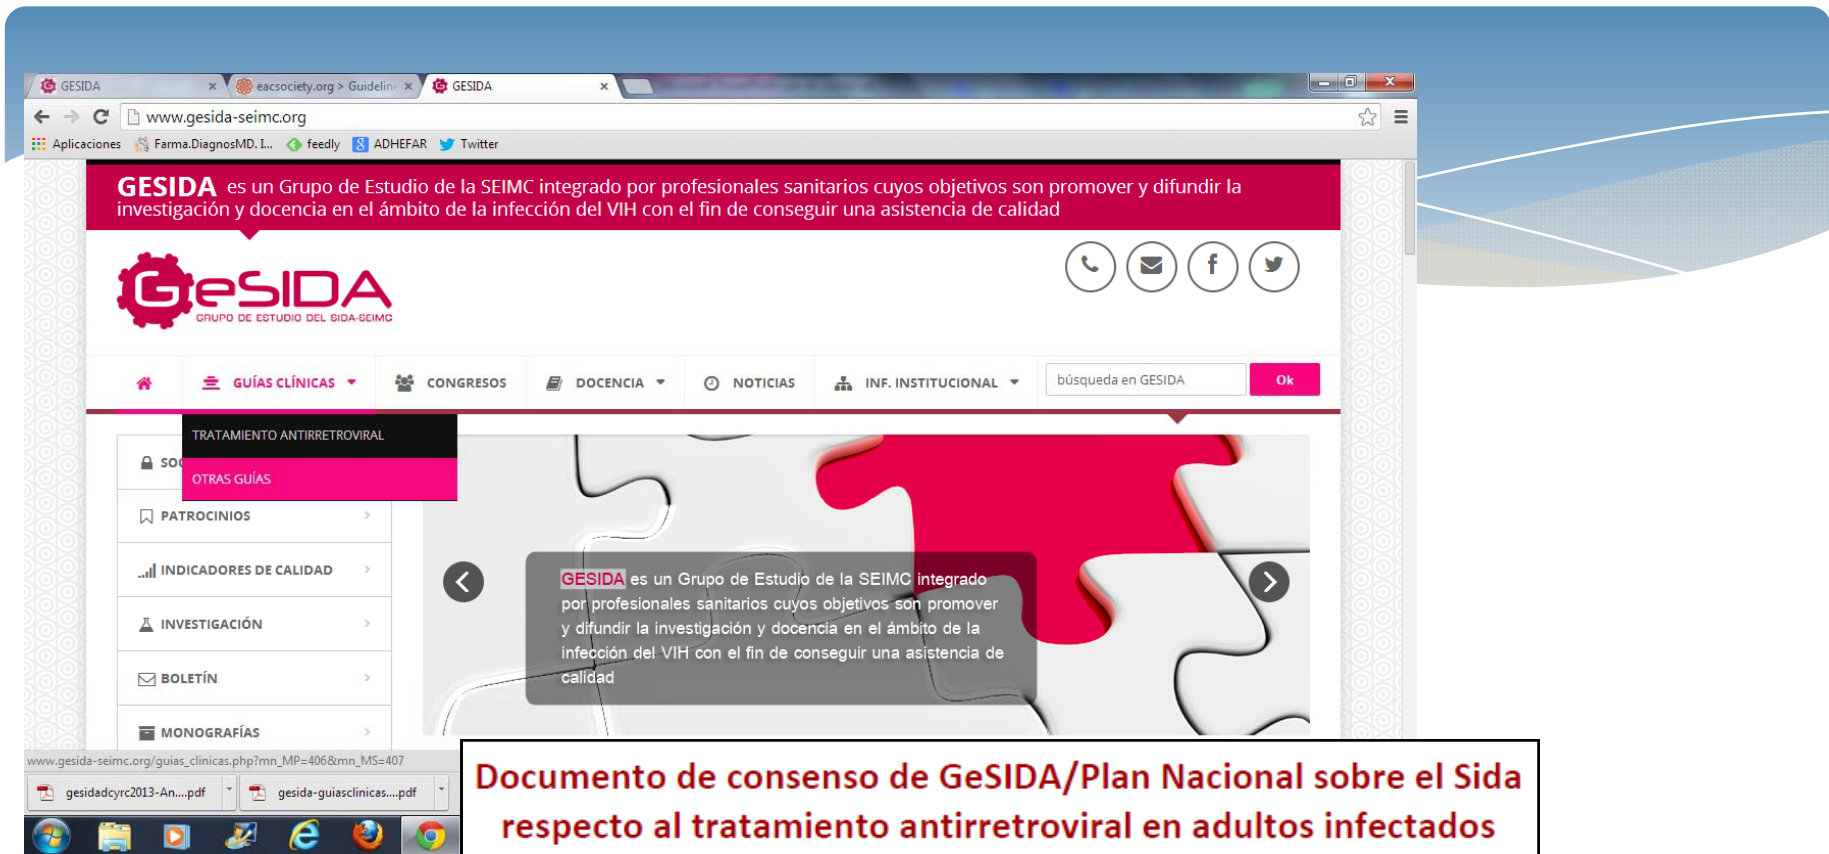 GESIDA
eacsociety.org > Guideline
GESIDA
www.gesida-seimc.org
Aplicaciones
Farma.DiagnosMD. I...
feedly
ADHEFAR
Twitter
GESIDA es un Grupo de Estudio de la SEIMC integrado por profesionales sanitarios cuyos objetivos son promover y difundir la
investigación y docencia en el ámbito de la infección del VIH con el fin de conseguir una asistencia de calidad
GeSIDA
GRUPO DE ESTUDIO DEL SIDA-SEIMC
GUÍAS CLÍNICAS
CONGRESOS
DOCENCIA
NOTICIAS
INF. INSTITUCIONAL
búsqueda en GESIDA
Ok
TRATAMIENTO ANTIRRETROVIRAL
SOC
OTRAS GUÍAS
PATROCINIOS
INDICADORES DE CALIDAD
INVESTIGACIÓN
BOLETÍN
MONOGRAFÍAS
GESIDA es un Grupo de Estudio de la SEIMC integrado
por profesionales sanitarios cuyos objetivos son promover
y difundir la investigación y docencia en el ámbito de la
infección del VIH con el fin de conseguir una asistencia de
calidad
www.gesida-seimc.org/guias_clinicas.php?mn_MP=406&mn_MS=407
gesidadcyrc2013-An....pdf
gesida-guiasclinicas....pdf
Documento de consenso de GeSIDA/Plan Nacional sobre el Sida
respecto al tratamiento antirretroviral en adultos infectados